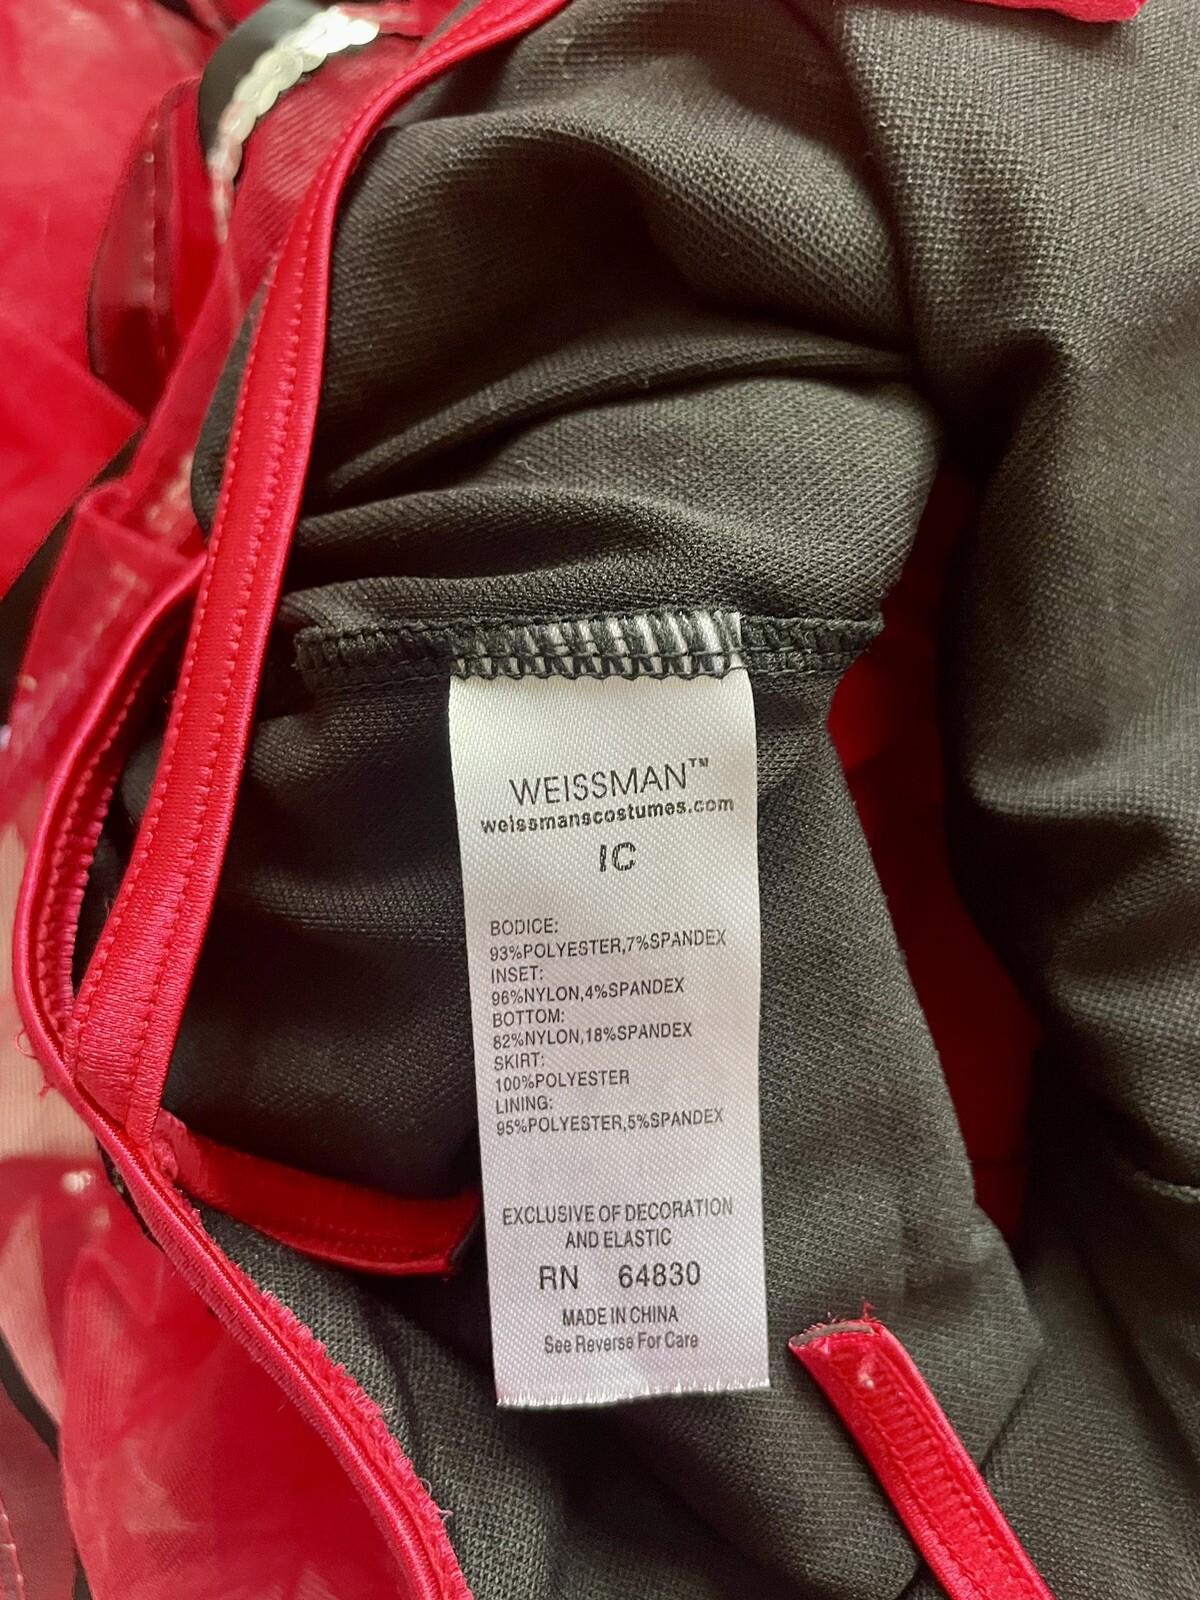 WEISSMAN™
weissmanscostumes.com
IC
BODICE:
93%POLYESTER,7%SPANDEX
INSET:
96%NYLON,4%SPANDEX
BOTTOM:
82%NYLON,18%SPANDEX
SKIRT:
100%POLYESTER
LINING:
95%POLYESTER,5%SPANDEX
EXCLUSIVE OF DECORATION
AND ELASTIC
RN 64830
MADE IN CHINA
See Reverse For Care